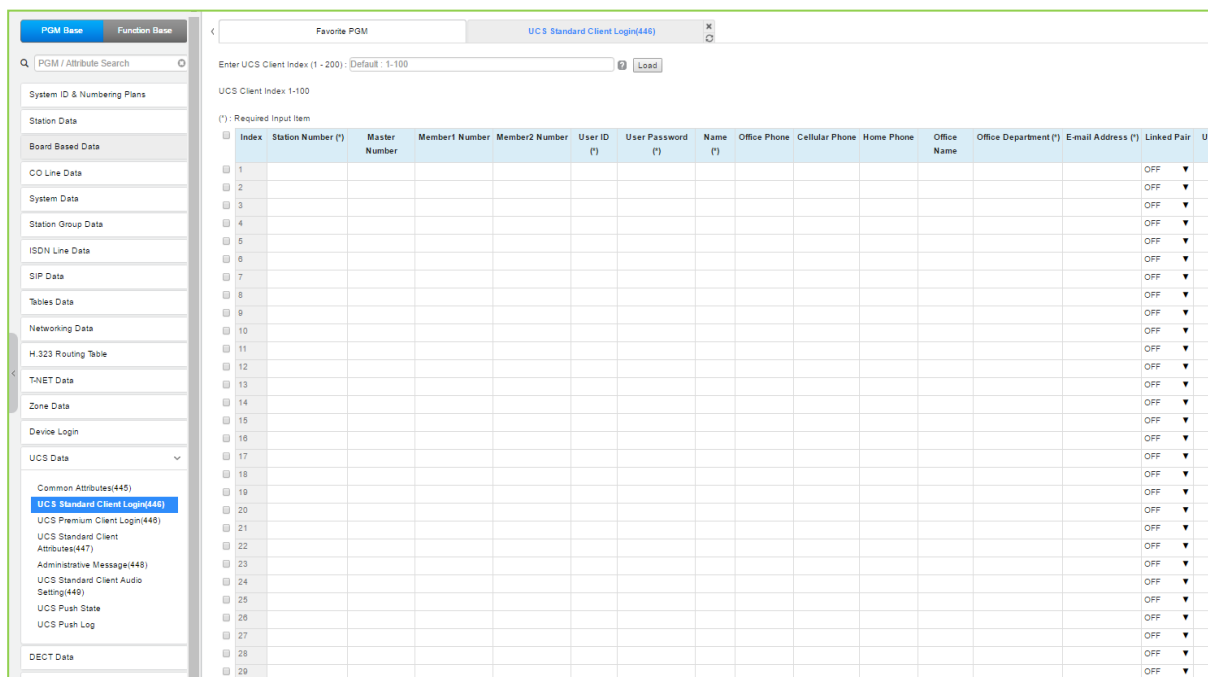 PGM Base Function Base
PGM / Attribute Search
System ID & Numbering Plans
Station Data
Board Based Data
CO Line Data
System Data
Station Group Data
ISDN Line Data
SIP Data
Tables Data
Networking Data
H.323 Routing Table
T-NET Data
Zone Data
Device Login
UCS Data
Common Attributes(445)
UCS Standard Client Login(446)
UCS Premium Client Login(446)
UCS Standard Client
Attributes(447)
Administrative Message(448)
UCS Standard Client Audio
Setting(449)
UCS Push State
UCS Push Log
DECT Data
Favorite PGM UCS Standard Client Login(446)
Enter UCS Client Index (1 - 200) : Default : 1-100 ? Load
UCS Client Index 1-100
(*) : Required Input Item
Index Station Number (*) Master Number Member1 Number Member2 Number User ID (*) User Password (*) Name (*) Office Phone Cellular Phone Home Phone Office Name Office Department (*) E-mail Address (*) Linked Pair U
1 OFF
2 OFF
3 OFF
4 OFF
5 OFF
6 OFF
7 OFF
8 OFF
9 OFF
10 OFF
11 OFF
12 OFF
13 OFF
14 OFF
15 OFF
16 OFF
17 OFF
18 OFF
19 OFF
20 OFF
21 OFF
22 OFF
23 OFF
24 OFF
25 OFF
26 OFF
27 OFF
28 OFF
29 OFF